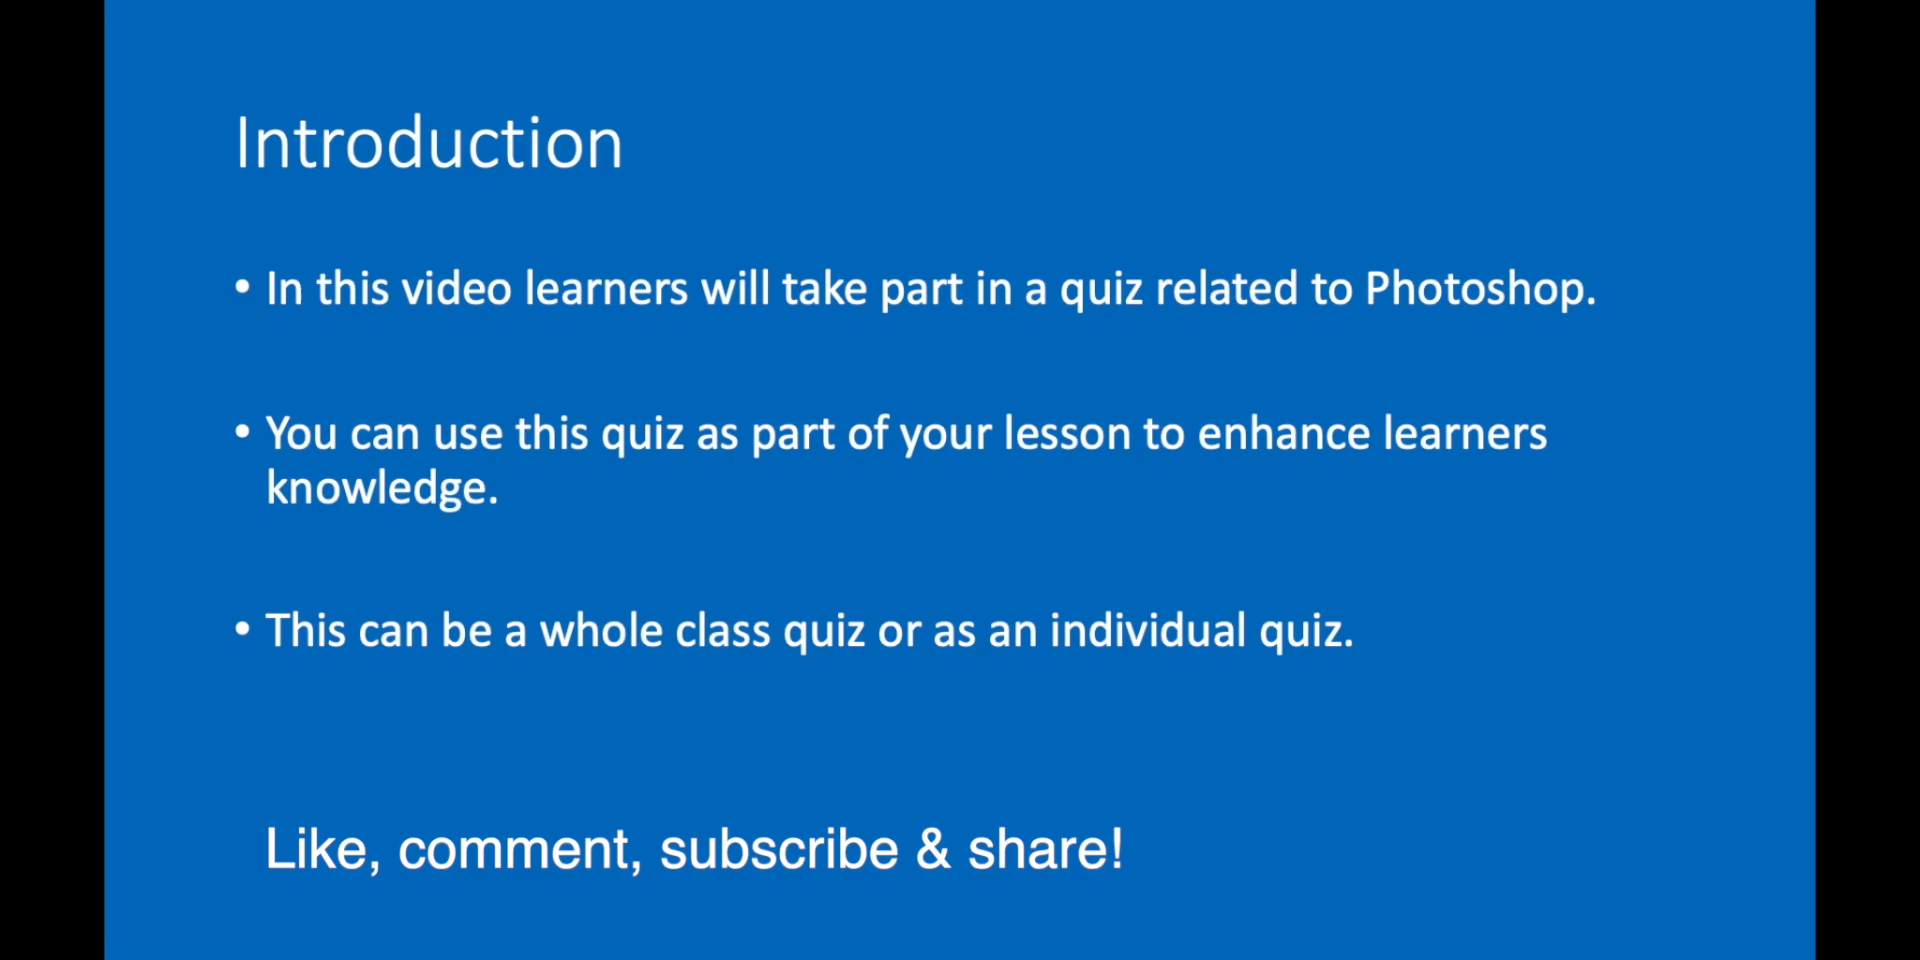 Introduction
• In this video learners will take part in a quiz related to Photoshop.
• You can use this quiz as part of your lesson to enhance learners
knowledge.
• This can be a whole class quiz or as an individual quiz.
Like, comment, subscribe & share!